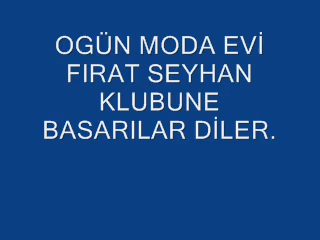 OGÜN MODA EVİ
FIRAT SEYHAN
KLUBUNE
BASARILAR DİLER.